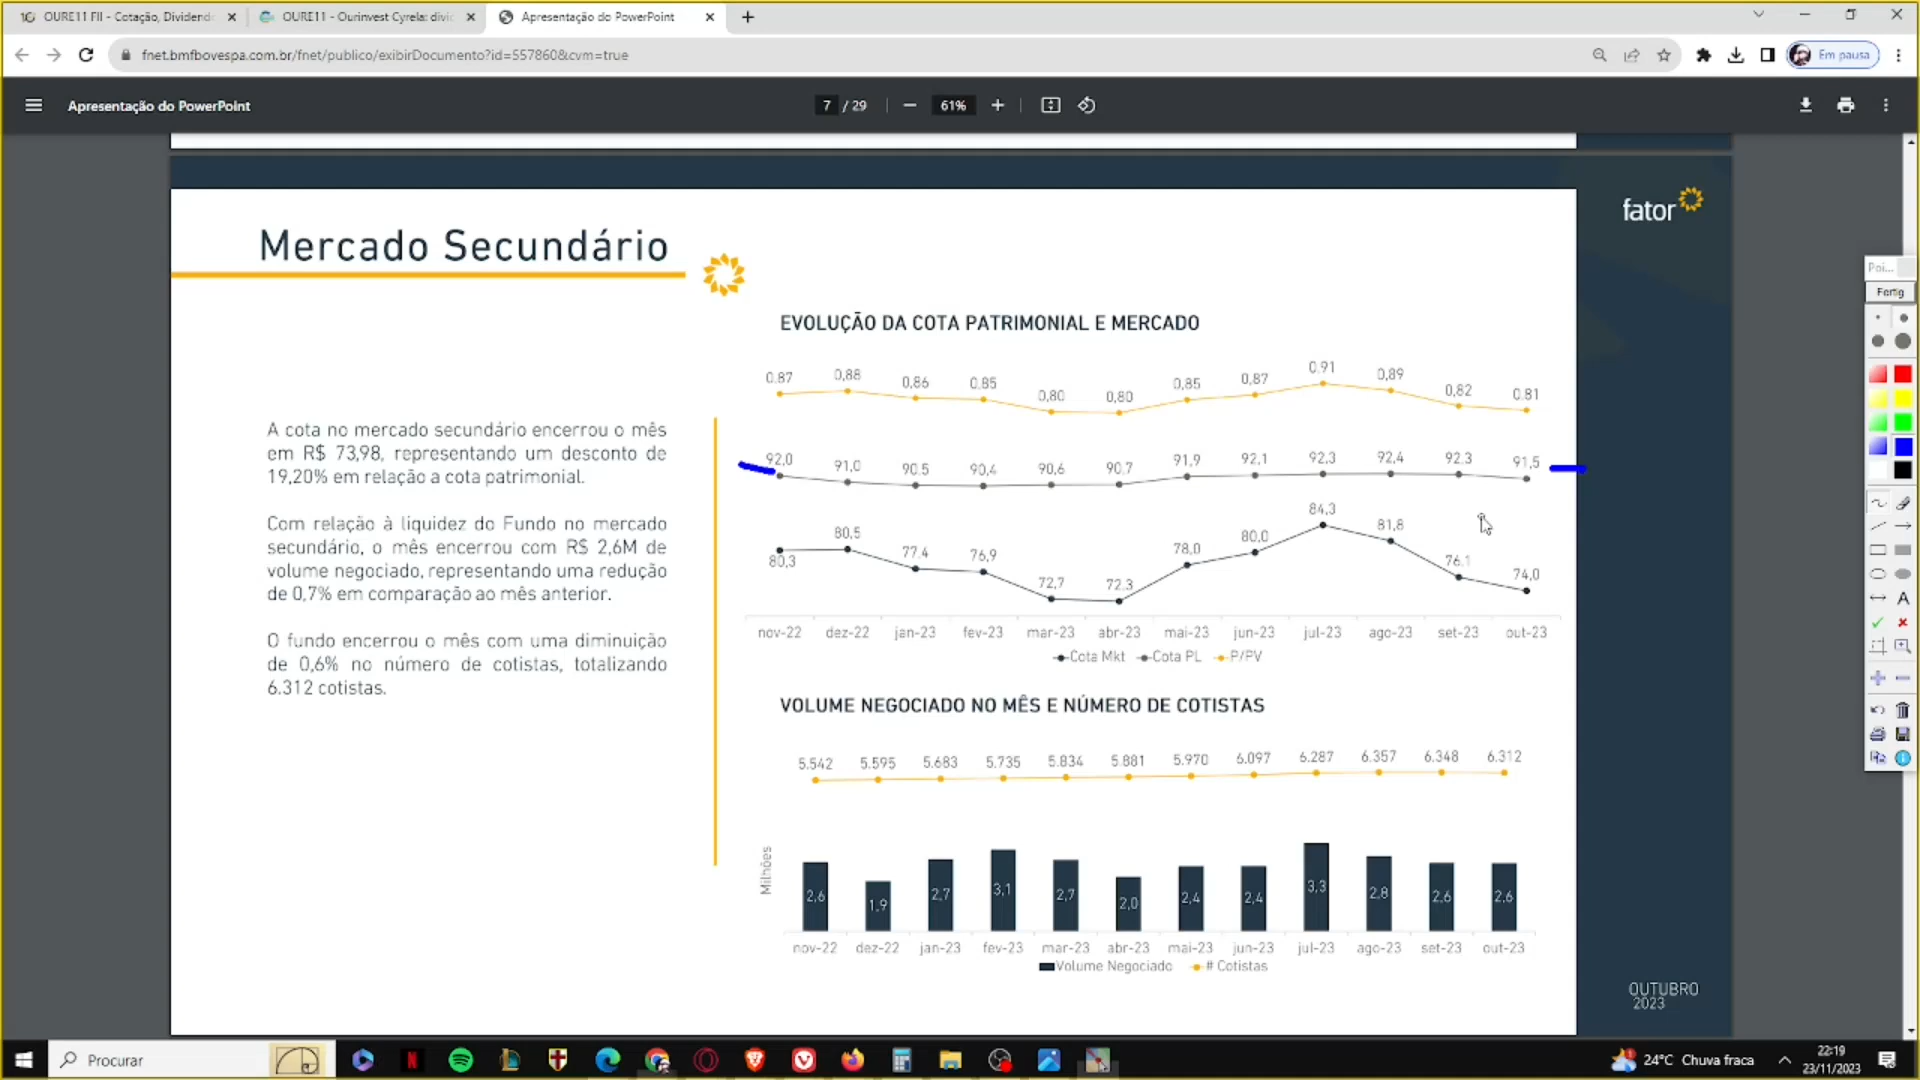 OURE11 FII - Cotação, Dividend
OURE11 - Ourinvest Cyrela: divi
Apresentação do PowerPoint
fnet.bmfbovespa.com.br/fnet/publico/exibirDocumento?id=557860&cvm=true
Em pausa
Apresentação do PowerPoint
7 / 29
61%
fator
Mercado Secundário
Poi...
Fertig
EVOLUÇÃO DA COTA PATRIMONIAL E MERCADO
0,87 0,88 0,86 0,85 0,80 0,80 0,85 0,87 0,91 0,89 0,82 0,81
92,0 91,0 90,5 90,4 90,6 90,7 91,9 92,1 92,3 92,4 92,3 91,5
80,3 80,5 77,4 76,9 72,7 72,3 78,0 80,0 84,3 81,8 76,1 74,0
nov-22 dez-22 jan-23 fev-23 mar-23 abr-23 mai-23 jun-23 jul-23 ago-23 set-23 out-23
Cota Mkt Cota PL P/PV
A cota no mercado secundário encerrou o mês
em R$ 73,98, representando um desconto de
19,20% em relação a cota patrimonial.
Com relação à liquidez do Fundo no mercado
secundário, o mês encerrou com R$ 2,6M de
volume negociado, representando uma redução
de 0,7% em comparação ao mês anterior.
O fundo encerrou o mês com uma diminuição
de 0,6% no número de cotistas, totalizando
6.312 cotistas.
VOLUME NEGOCIADO NO MÊS E NÚMERO DE COTISTAS
5.542 5.595 5.683 5.735 5.834 5.881 5.970 6.097 6.287 6.357 6.348 6.312
Milhões
2,6 1,9 2,7 3,1 2,7 2,0 2,4 2,4 3,3 2,8 2,6 2,6
nov-22 dez-22 jan-23 fev-23 mar-23 abr-23 mai-23 jun-23 jul-23 ago-23 set-23 out-23
Volume Negociado # Cotistas
OUTUBRO
2023
Procurar
24°C Chuva fraca
22:19
23/11/2023